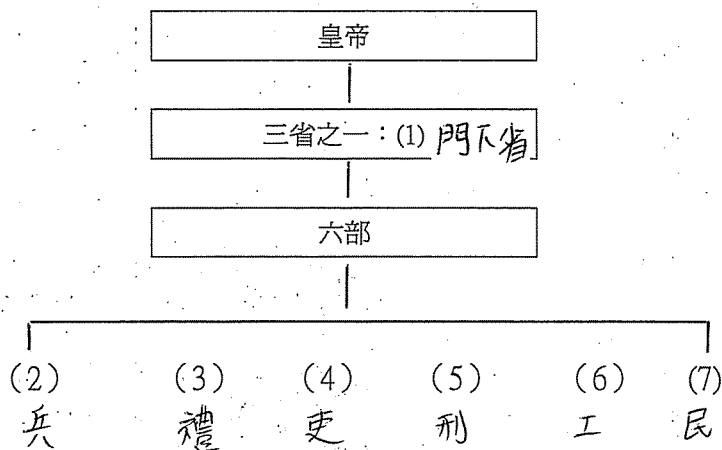 皇帝
三省之一：(1) 門下省
六部
(2) (3) (4) (5) (6) (7)
兵 禮 吏 刑 工 民